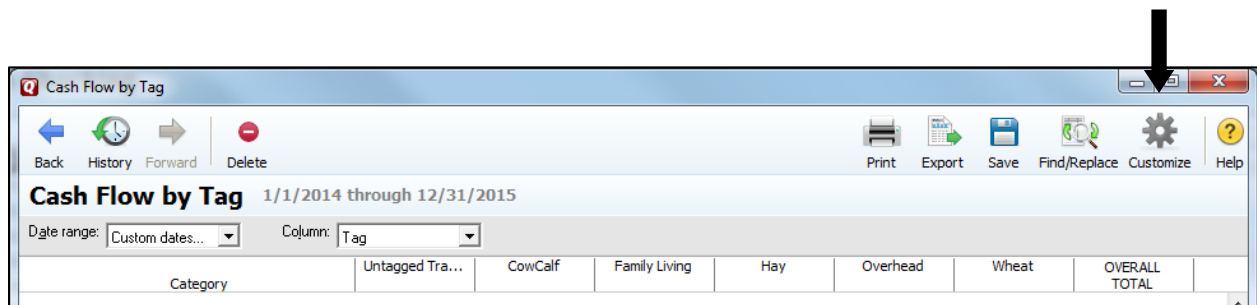 Cash Flow by Tag
Back History Forward Delete Print Export Save Find/Replace Customize Help
Cash Flow by Tag 1/1/2014 through 12/31/2015
Date range: Custom dates... Column: Tag
Category Untagged Tra... CowCalf Family Living Hay Overhead Wheat OVERALL
TOTAL